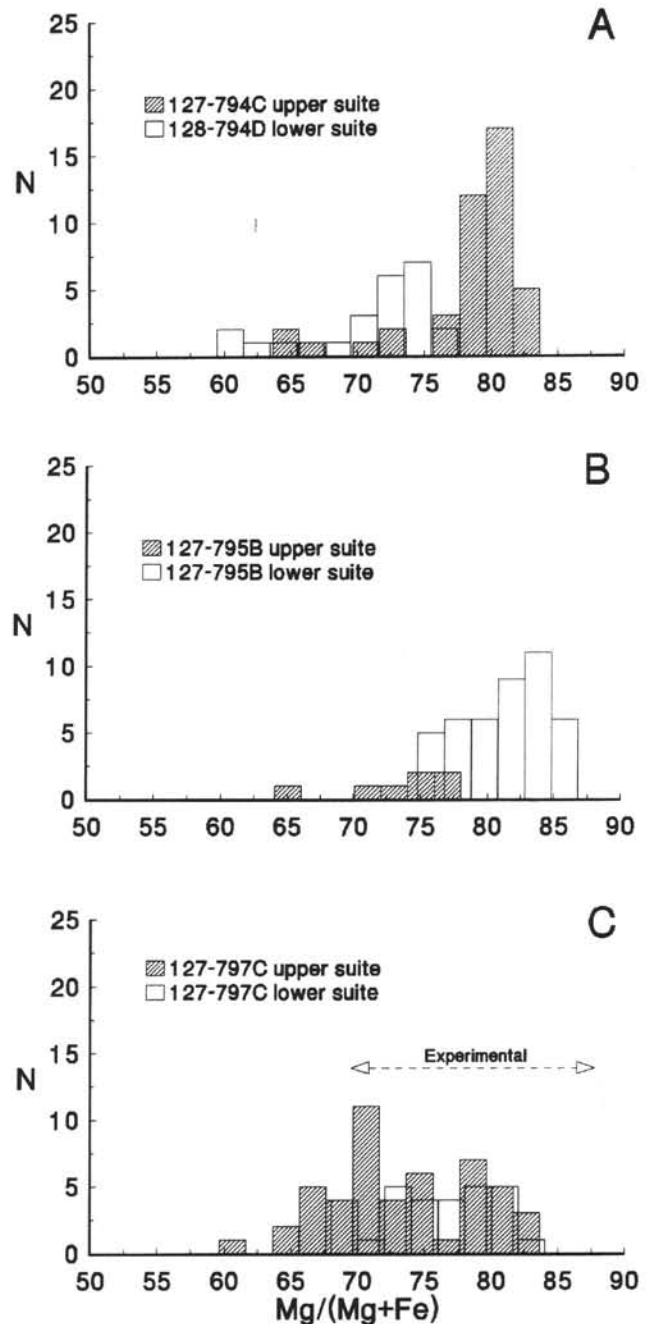 A
25
20
15
10
5
0
N
127-794C upper suite
128-794D lower suite
50 55 60 65 70 75 80 85 90
B
25
20
15
10
5
0
N
127-795B upper suite
127-795B lower suite
50 55 60 65 70 75 80 85 90
C
25
20
15
10
5
0
N
127-797C upper suite
127-797C lower suite
Experimental
50 55 60 65 70 75 80 85 90
Mg/(Mg+Fe)